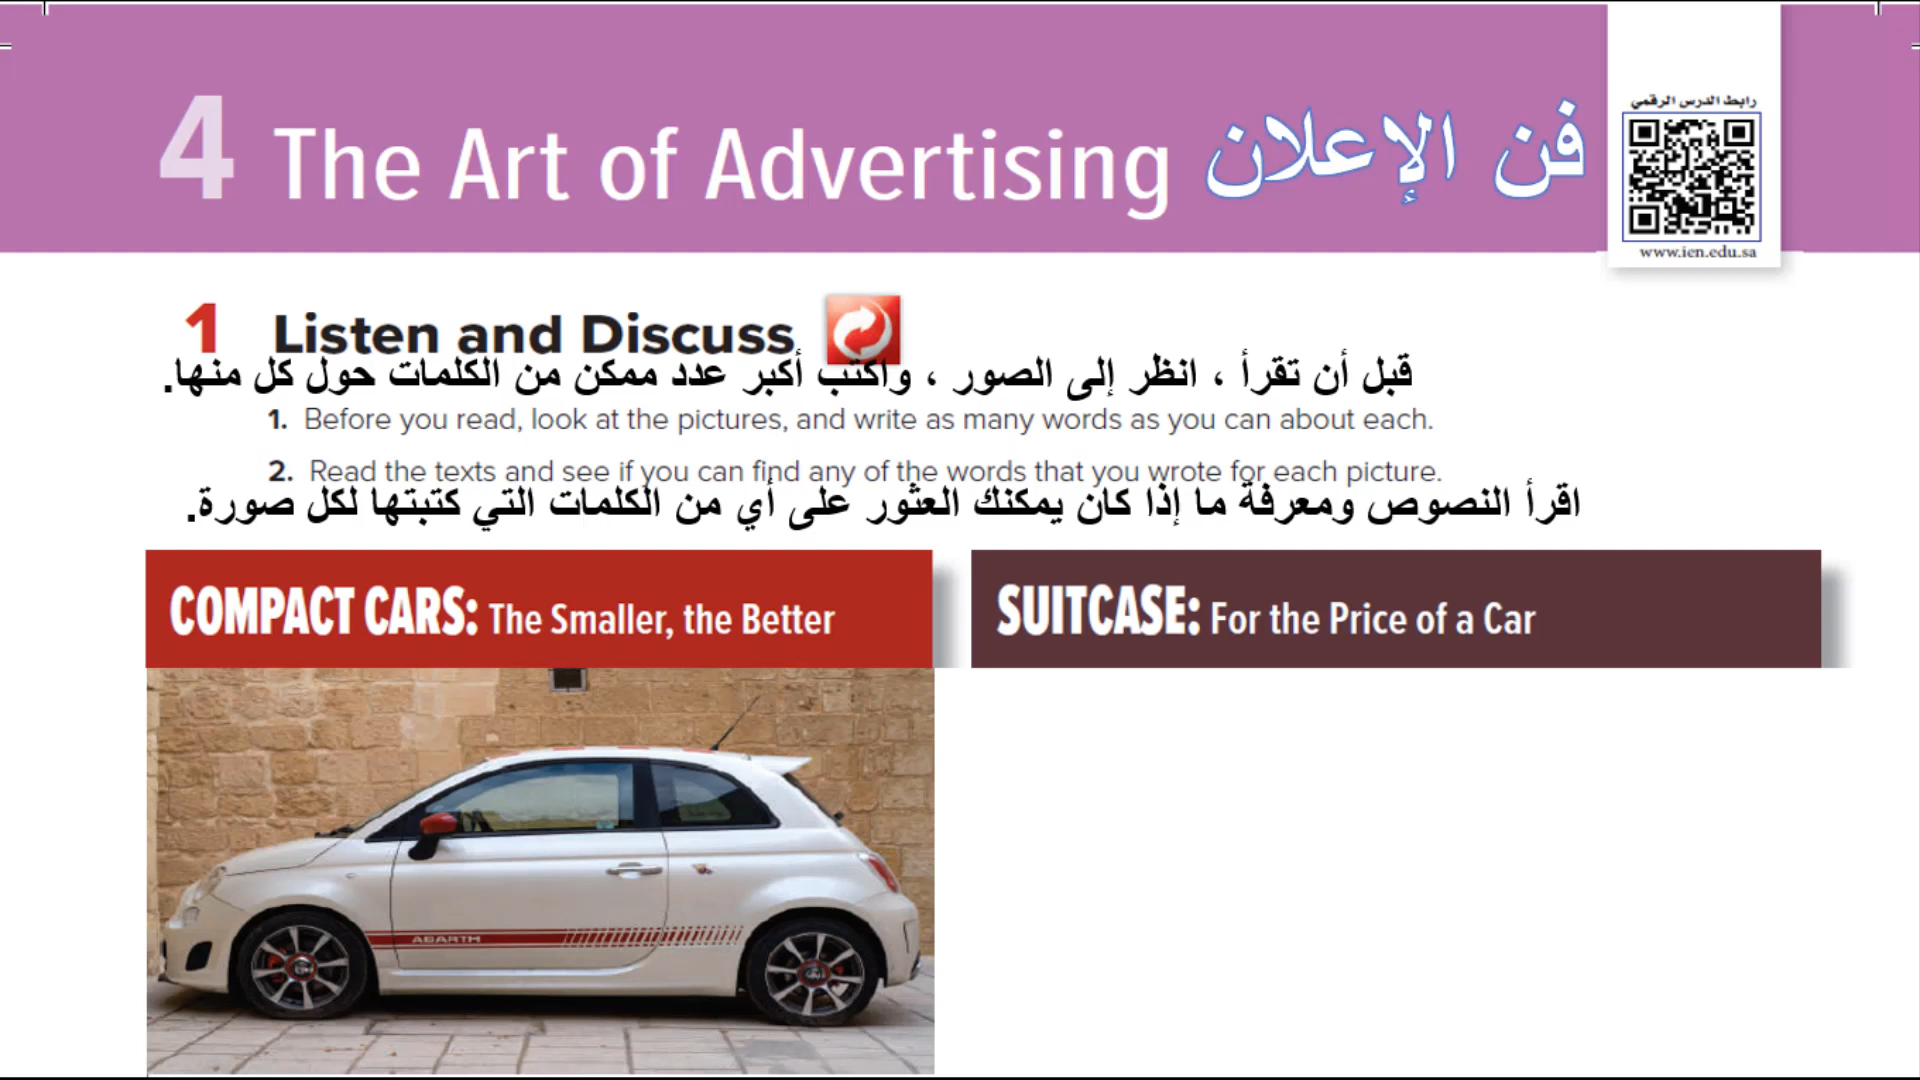 4 The Art of Advertising فن الإعلان
رابط الدرس الرقمي
www.ien.edu.sa
1 Listen and Discuss
قبل أن تقرأ ، انظر إلى الصور ، واكتب أكبر عدد ممكن من الكلمات حول كل منها.
1. Before you read, look at the pictures, and write as many words as you can about each.
2. Read the texts and see if you can find any of the words that you wrote for each picture.
اقرأ النصوص ومعرفة ما إذا كان يمكنك العثور على أي من الكلمات التي كتبتها لكل صورة.
COMPACT CARS: The Smaller, the Better
SUITCASE: For the Price of a Car
ABARTH